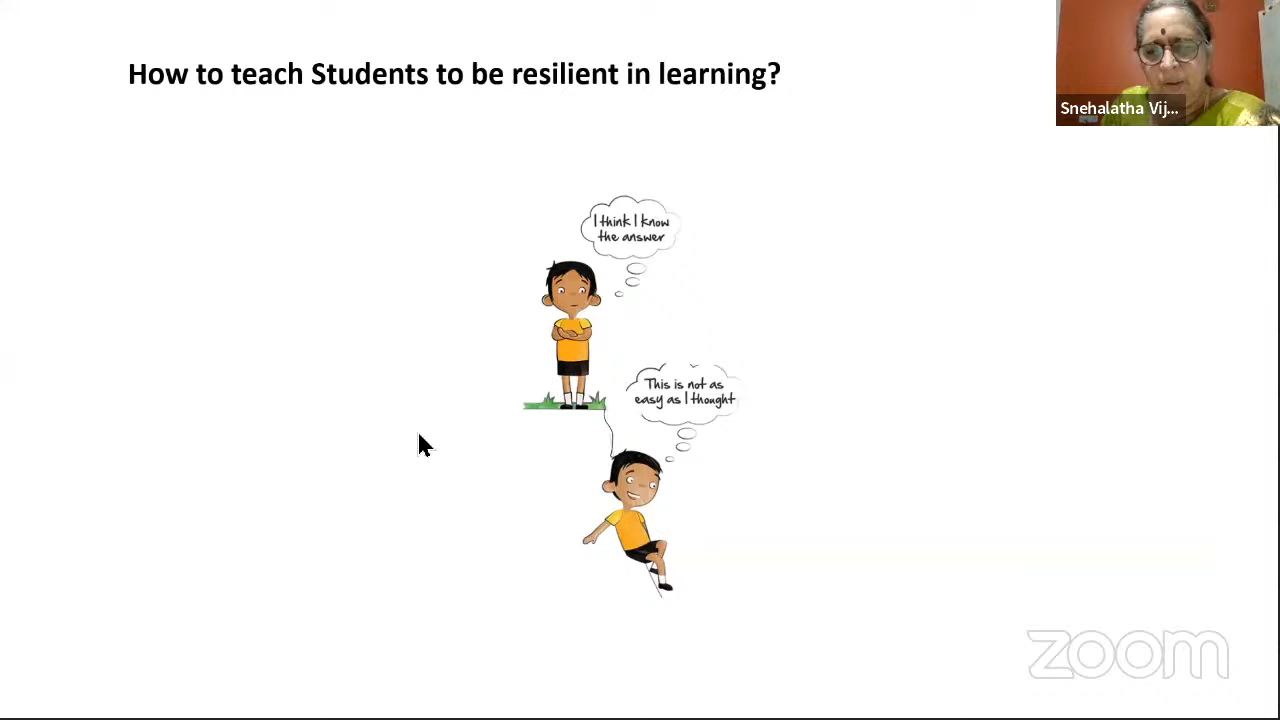 How to teach Students to be resilient in learning?
Snehalatha Vij...
I think I know
the answer
This is not as
easy as I thought
zoom